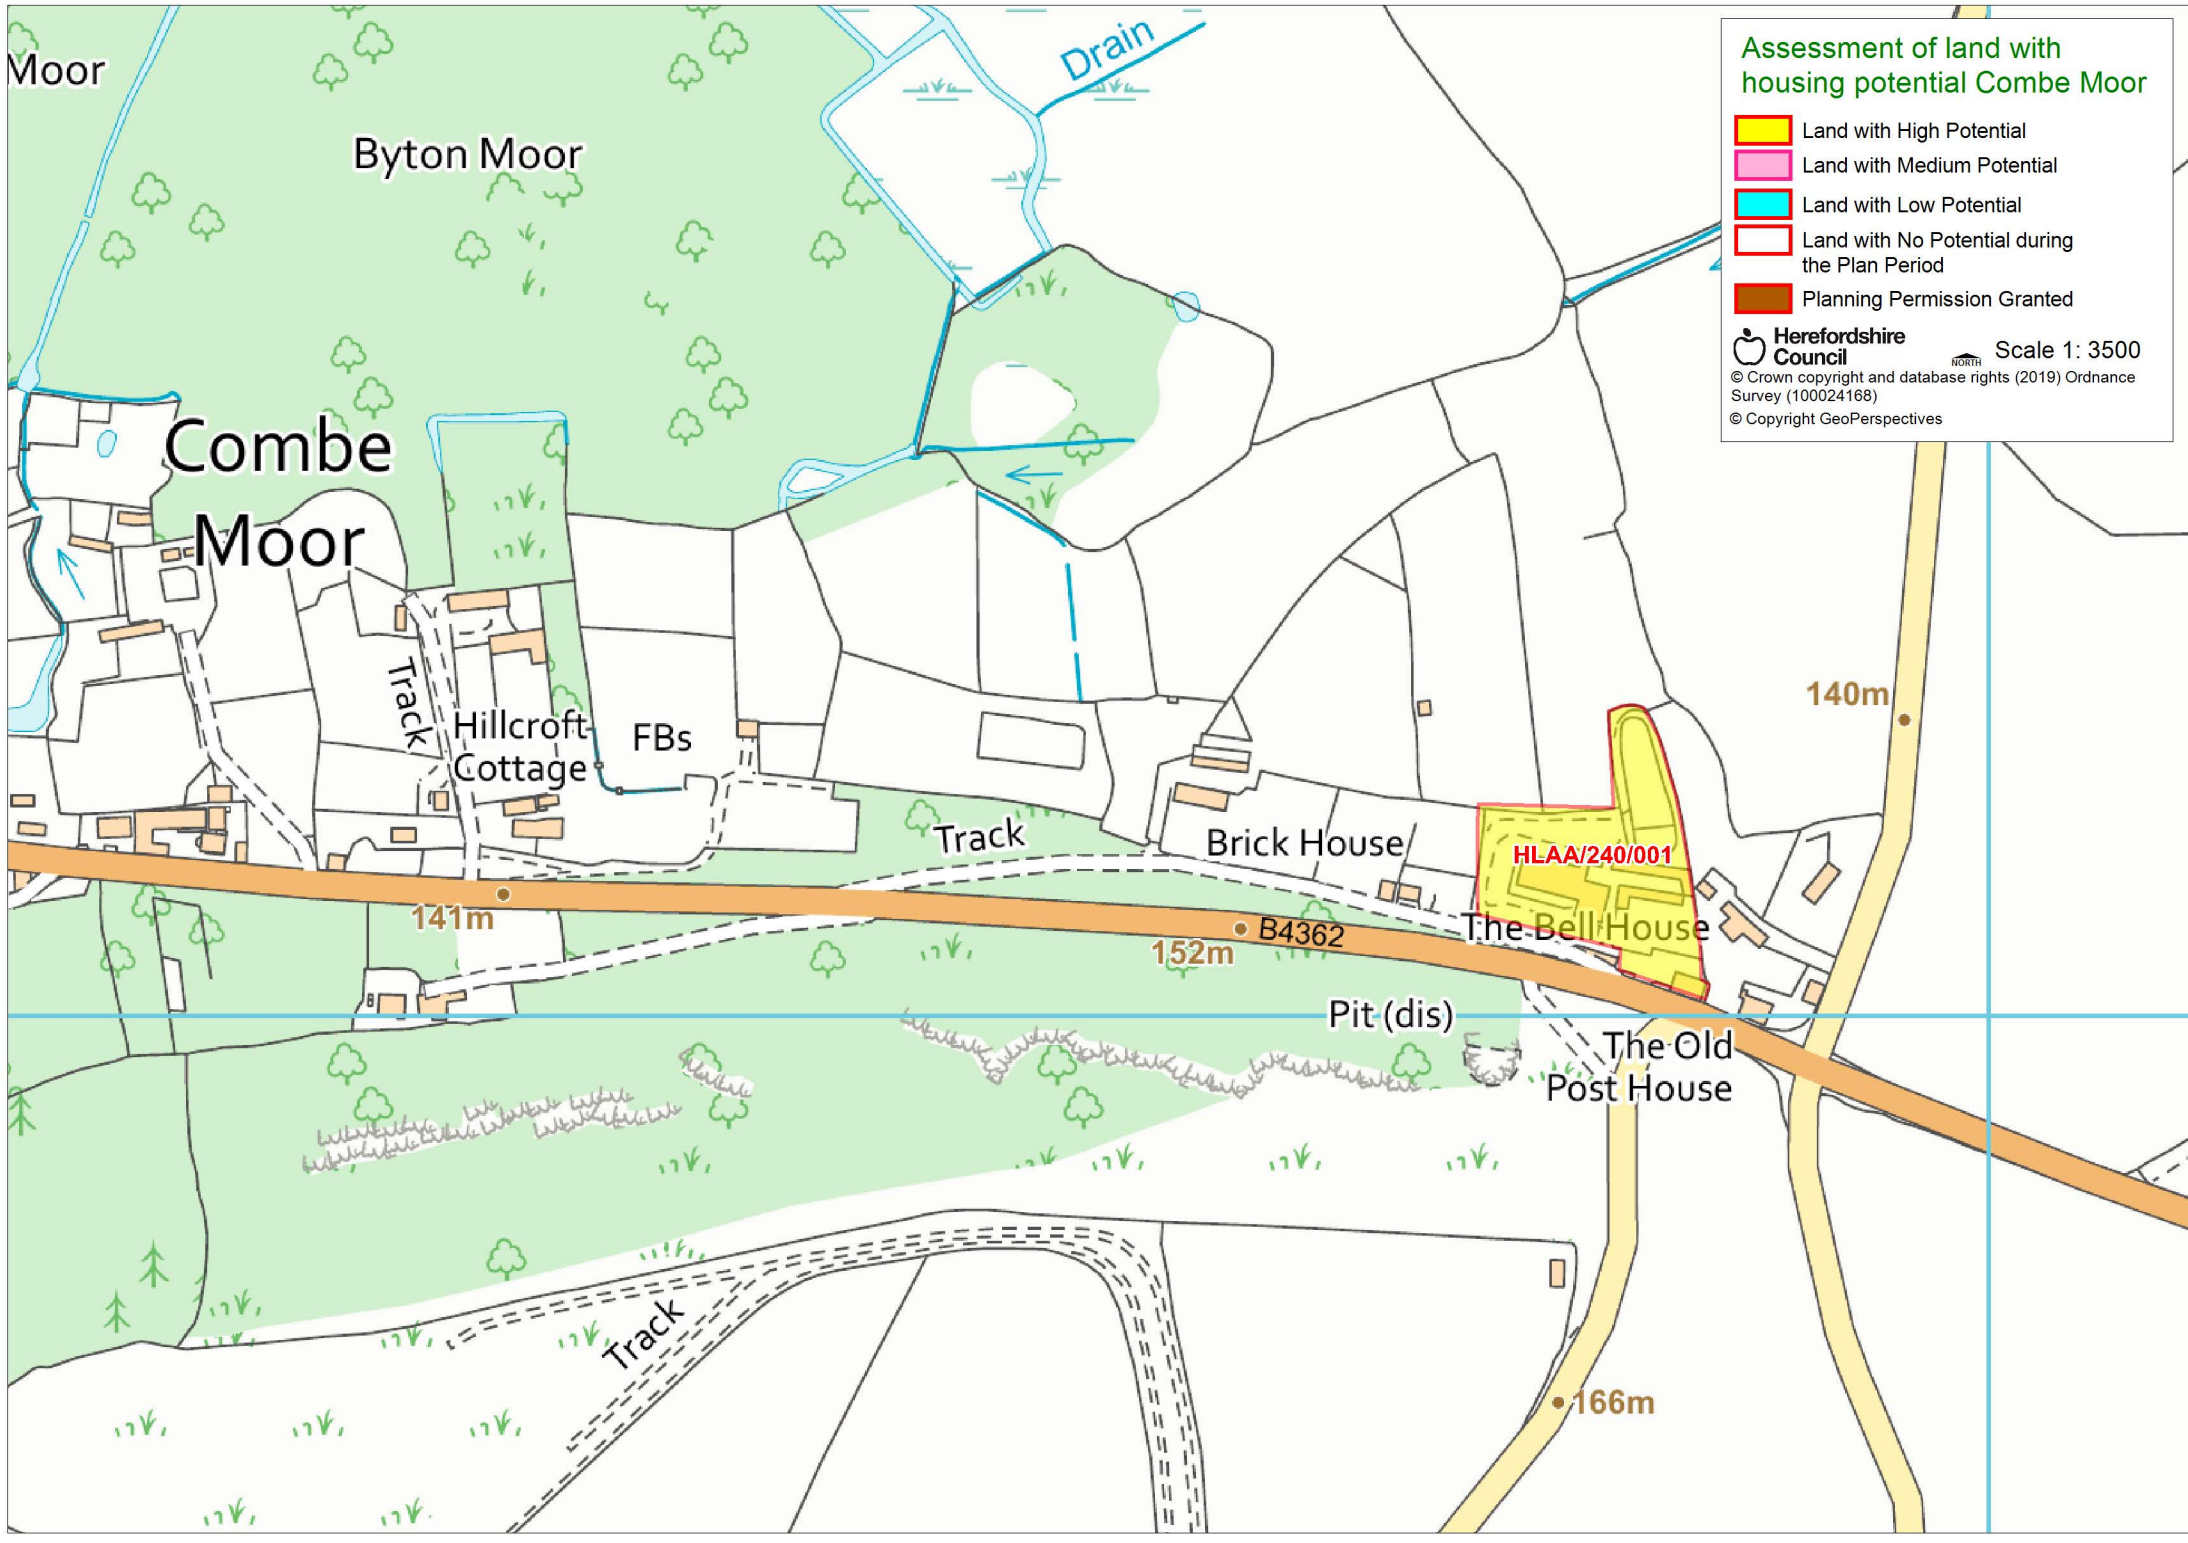 Assessment of land with
housing potential Combe Moor
Land with High Potential
Land with Medium Potential
Land with Low Potential
Land with No Potential during
the Plan Period
Planning Permission Granted
Herefordshire
Council
NORTH
Scale 1: 3500
© Crown copyright and database rights (2019) Ordnance
Survey (100024168)
© Copyright GeoPerspectives
Moor
Drain
Byton Moor
Combe
Moor
Track
Hillcroft
Cottage
FBs
140m
Track
Brick House
HLAA/240/001
The Bell House
141m
B4362
152m
Pit (dis)
The Old
Post House
Track
166m